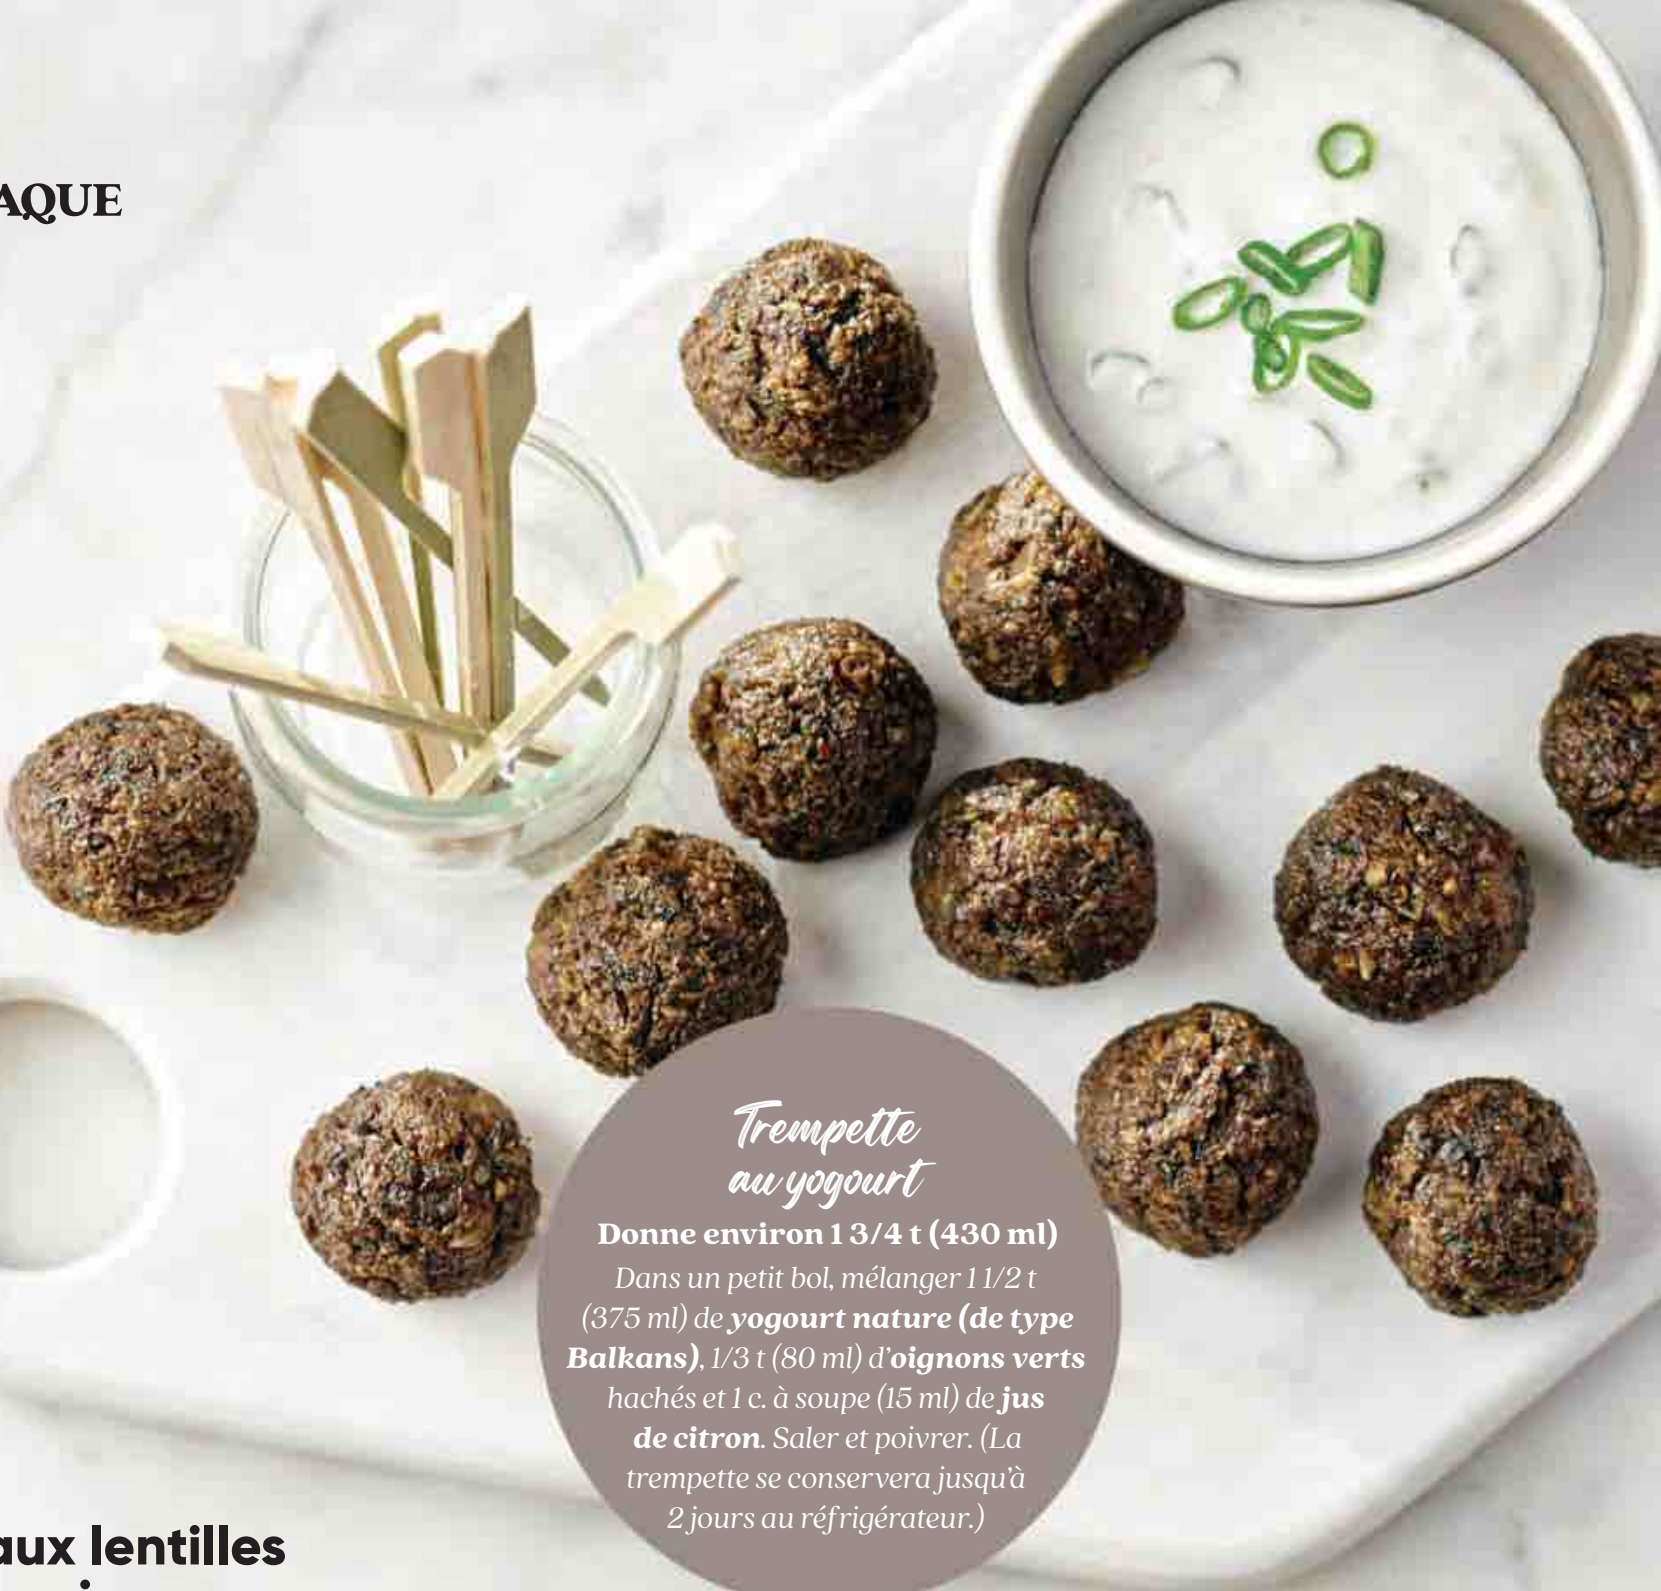 AQUE
Trempette
au yogourt
Donne environ 1 3/4 t (430 ml)
Dans un petit bol, mélanger 1 1/2 t
(375 ml) de yogourt nature (de type
Balkans), 1/3 t (80 ml) d’oignons verts
hachés et 1 c. à soupe (15 ml) de jus
de citron. Saler et poivrer. (La
trempette se conservera jusqu’à
2 jours au réfrigérateur.)
aux lentilles